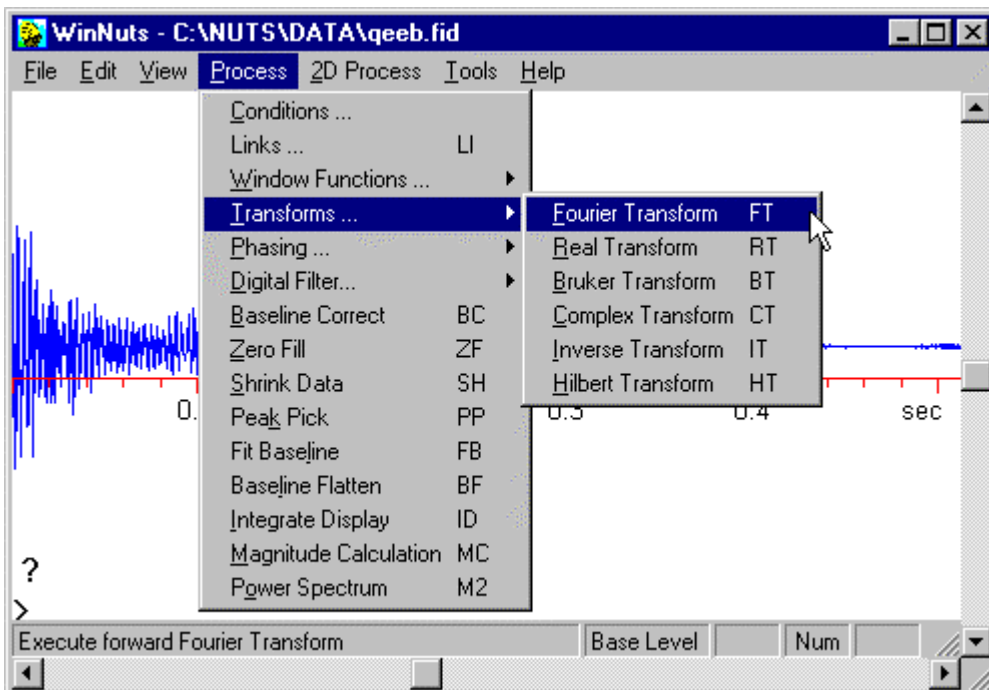 WinNuts - C:\NUTS\DATA\qeeb.fid
File Edit View Process 2D Process Tools Help
Conditions ...
Links ... LI
Window Functions ...
Transforms ...
Phasing ...
Digital Filter...
Baseline Correct BC
Zero Fill ZF
Shrink Data SH
Peak Pick PP
Fit Baseline FB
Baseline Flatten BF
Integrate Display ID
Magnitude Calculation MC
Power Spectrum M2
Fourier Transform FT
Real Transform RT
Bruker Transform BT
Complex Transform CT
Inverse Transform IT
Hilbert Transform HT
0. 0.3 0.4 sec
?
>
Execute forward Fourier Transform Base Level Num